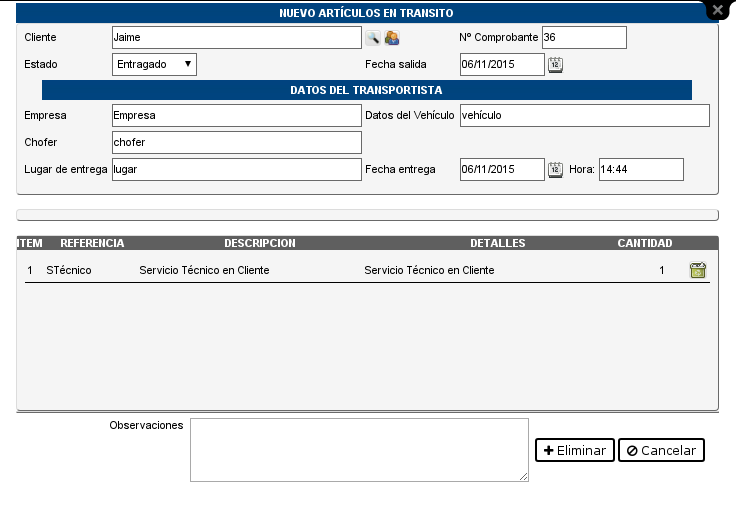 NUEVO ARTÍCULOS EN TRANSITO
Cliente Jaime Nº Comprobante 36
Estado Entragado Fecha salida 06/11/2015 12
DATOS DEL TRANSPORTISTA
Empresa Empresa Datos del Vehículo vehículo
Chofer chofer
Lugar de entrega lugar Fecha entrega 06/11/2015 12 Hora: 14:44
ITEM REFERENCIA DESCRIPCION DETALLES CANTIDAD
1 STécnico Servicio Técnico en Cliente Servicio Técnico en Cliente 1
Observaciones
Eliminar Cancelar